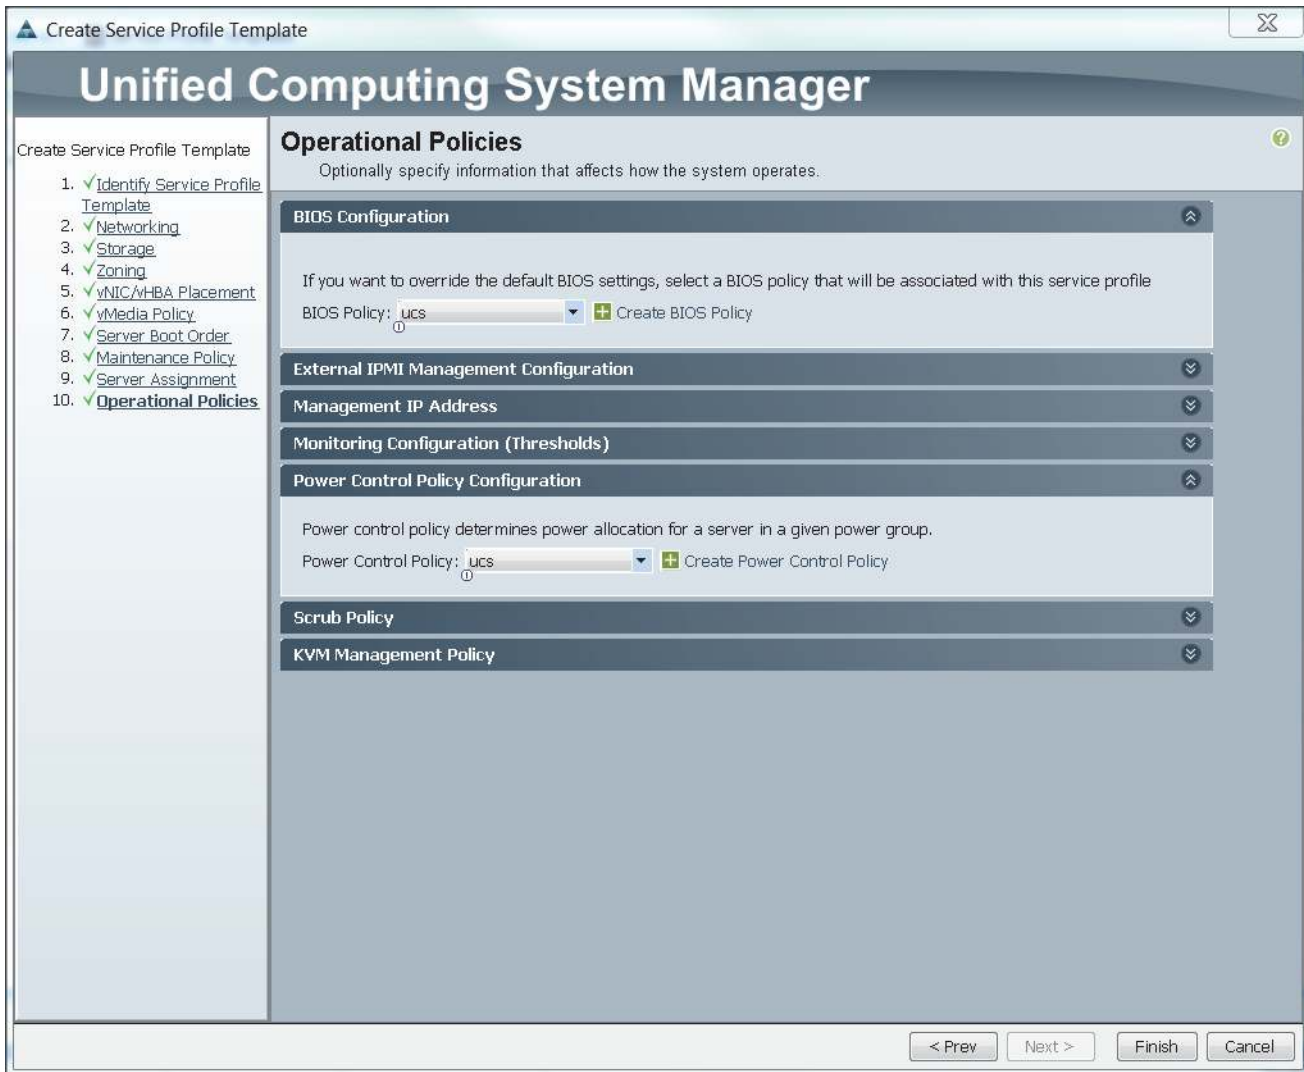 Create Service Profile Template
Unified Computing System Manager
Create Service Profile Template
1. Identify Service Profile
Template
2. Networking
3. Storage
4. Zoning
5. vNIC/vHBA Placement
6. vMedia Policy
7. Server Boot Order
8. Maintenance Policy
9. Server Assignment
10. Operational Policies
Operational Policies
Optionally specify information that affects how the system operates.
BIOS Configuration
If you want to override the default BIOS settings, select a BIOS policy that will be associated with this service profile
BIOS Policy: ucs Create BIOS Policy
External IPMI Management Configuration
Management IP Address
Monitoring Configuration (Thresholds)
Power Control Policy Configuration
Power control policy determines power allocation for a server in a given power group.
Power Control Policy: ucs Create Power Control Policy
Scrub Policy
KVM Management Policy
< Prev Next > Finish Cancel